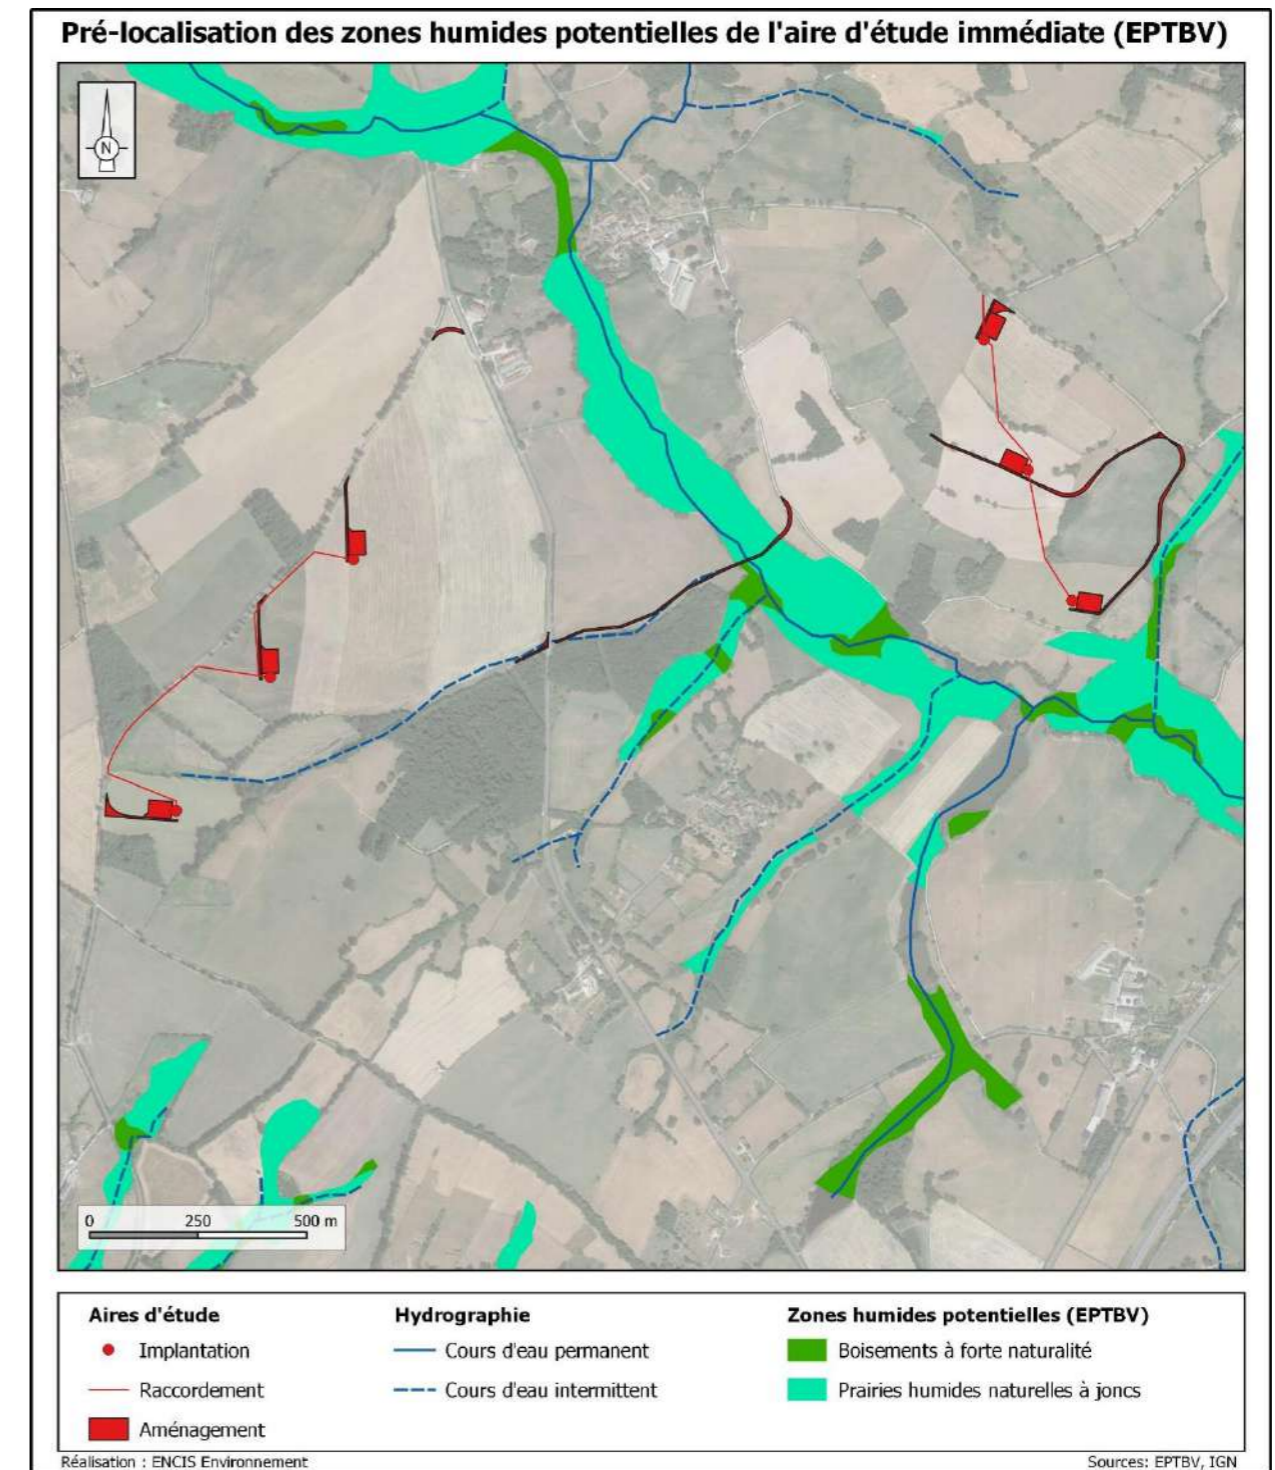 Pré-localisation des zones humides potentielles de l'aire d'étude immédiate (EPTBV)
N
0 250 500 m
Aires d'étude
Implantation
Raccordement
Aménagement
Hydrographie
Cours d'eau permanent
Cours d'eau intermittent
Zones humides potentielles (EPTBV)
Boisements à forte naturalité
Prairies humides naturelles à joncs
Réalisation : ENCIS Environnement
Sources: EPTBV, IGN